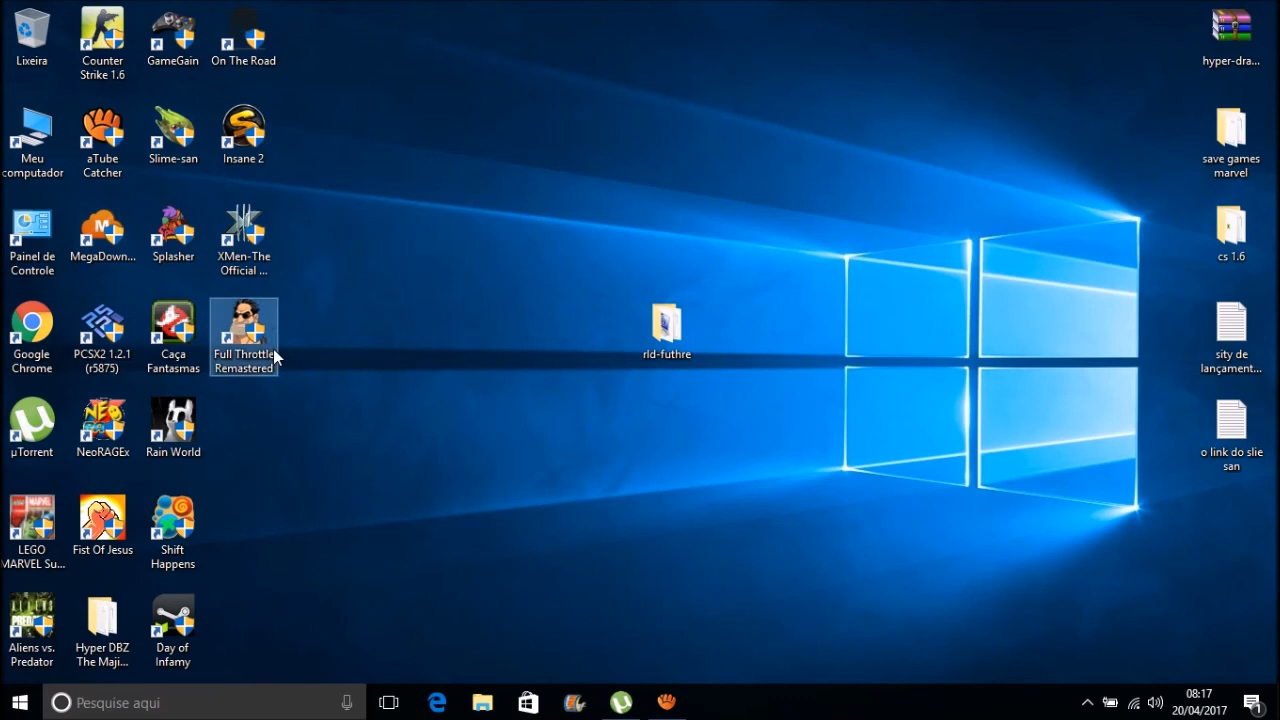 Lixeira
Counter
Strike 1.6
GameGain
On The Road
hyper-dra...
Meu
computador
aTube
Catcher
Slime-san
Insane 2
save games
marvel
Painel de
Controle
MegaDown...
Splasher
XMen-The
Official ...
cs 1.6
Google
Chrome
PCSX2 1.2.1
(r5875)
Caça
Fantasmas
Full Throttle
Remastered
rld-futhre
sity de
lançament...
µTorrent
NeoRAGEx
Rain World
o link do slie
san
LEGO
MARVEL Su...
Fist Of Jesus
Shift
Happens
Aliens vs.
Predator
Hyper DBZ
The Maji...
Day of
Infamy
Pesquise aqui
08:17
20/04/2017
1